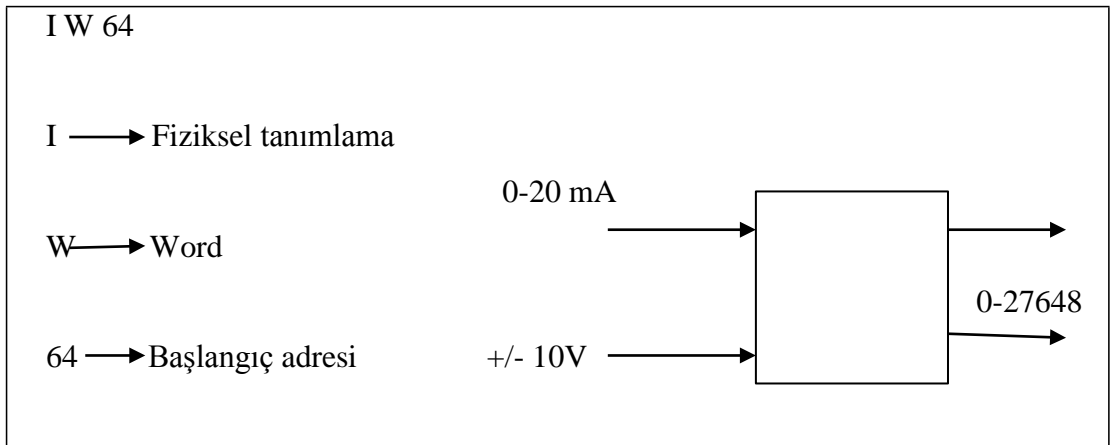 I W 64
I Fiziksel tanımlama
0-20 mA
W Word
0-27648
64 Başlangıç adresi
+/- 10V